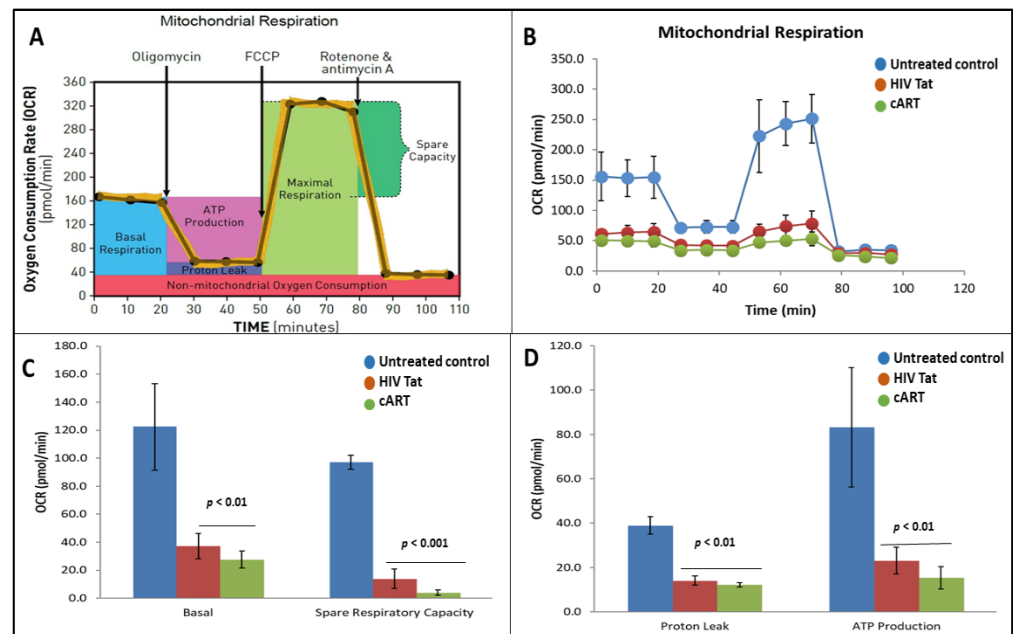 Mitochondrial Respiration
A
Oligomycin
FCCP
Rotenone &
antimycin A
Oxygen Consumption Rate (OCR)
[pmol/min]
360
320
280
240
200
160
120
80
40
0
Spare
Capacity
Maximal
Respiration
ATP
Production
Basal
Respiration
Proton Leak
Non-mitochondrial Oxygen Consumption
0 10 20 30 40 50 60 70 80 90 100 110
TIME [minutes]
B
Mitochondrial Respiration
Untreated control
HIV Tat
cART
OCR (pmol/min)
350.0
300.0
250.0
200.0
150.0
100.0
50.0
0.0
0 20 40 60 80 100 120
Time (min)
C
Untreated control
HIV Tat
cART
OCR (pmol/min)
180.0
160.0
140.0
120.0
100.0
80.0
60.0
40.0
20.0
0.0
p < 0.01
p < 0.001
Basal
Spare Respiratory Capacity
D
Untreated control
HIV Tat
cART
OCR (pmol/min)
120.0
100.0
80.0
60.0
40.0
20.0
0.0
p < 0.01
p < 0.01
Proton Leak
ATP Production